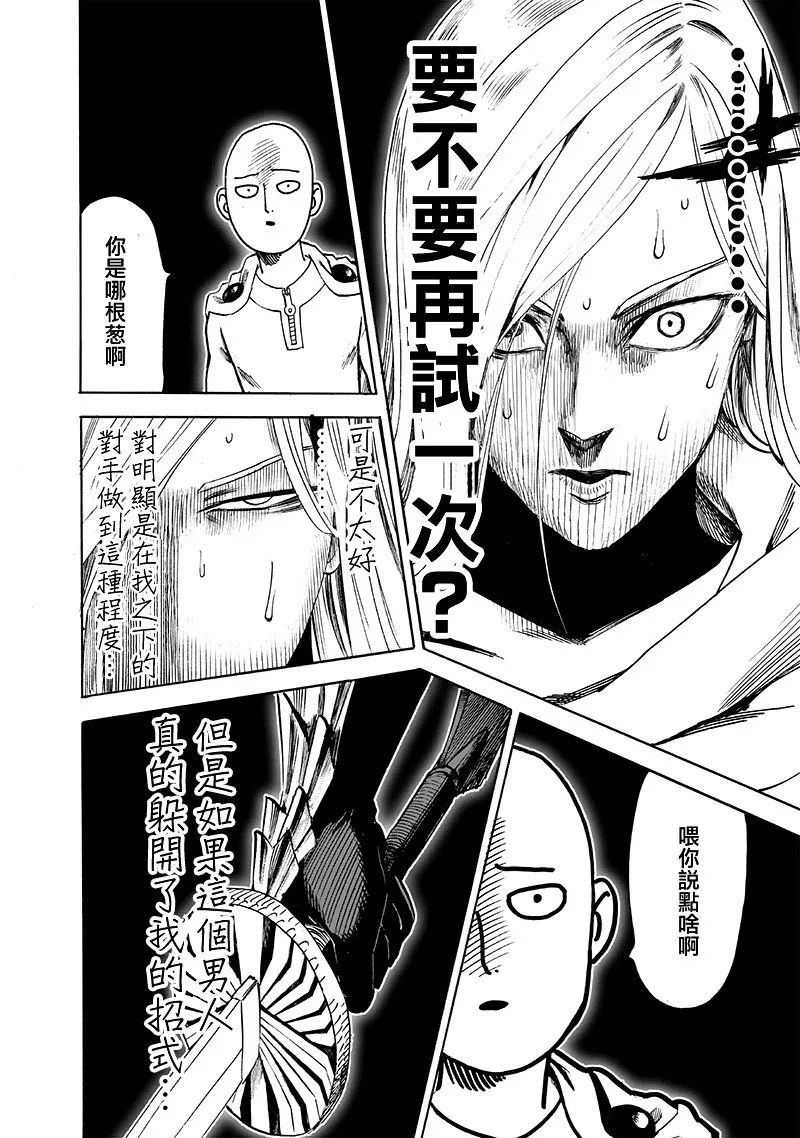 …………………
要不要再試一次？
你是哪根葱啊
…………
可是不太好
對明顯是在我之下的
對手做到這種程度…
喂你説點啥啊
但是如果這個男人
真的躲開了我的招式…